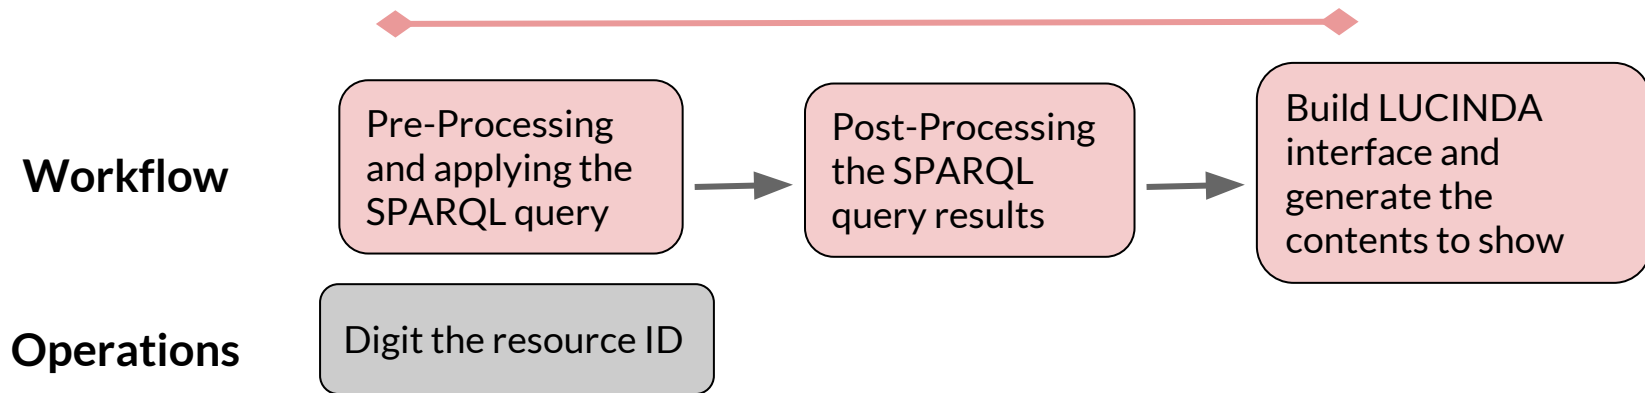 Workflow
Pre-Processing
and applying the
SPARQL query
Post-Processing
the SPARQL
query results
Build LUCINDA
interface and
generate the
contents to show
Operations
Digit the resource ID